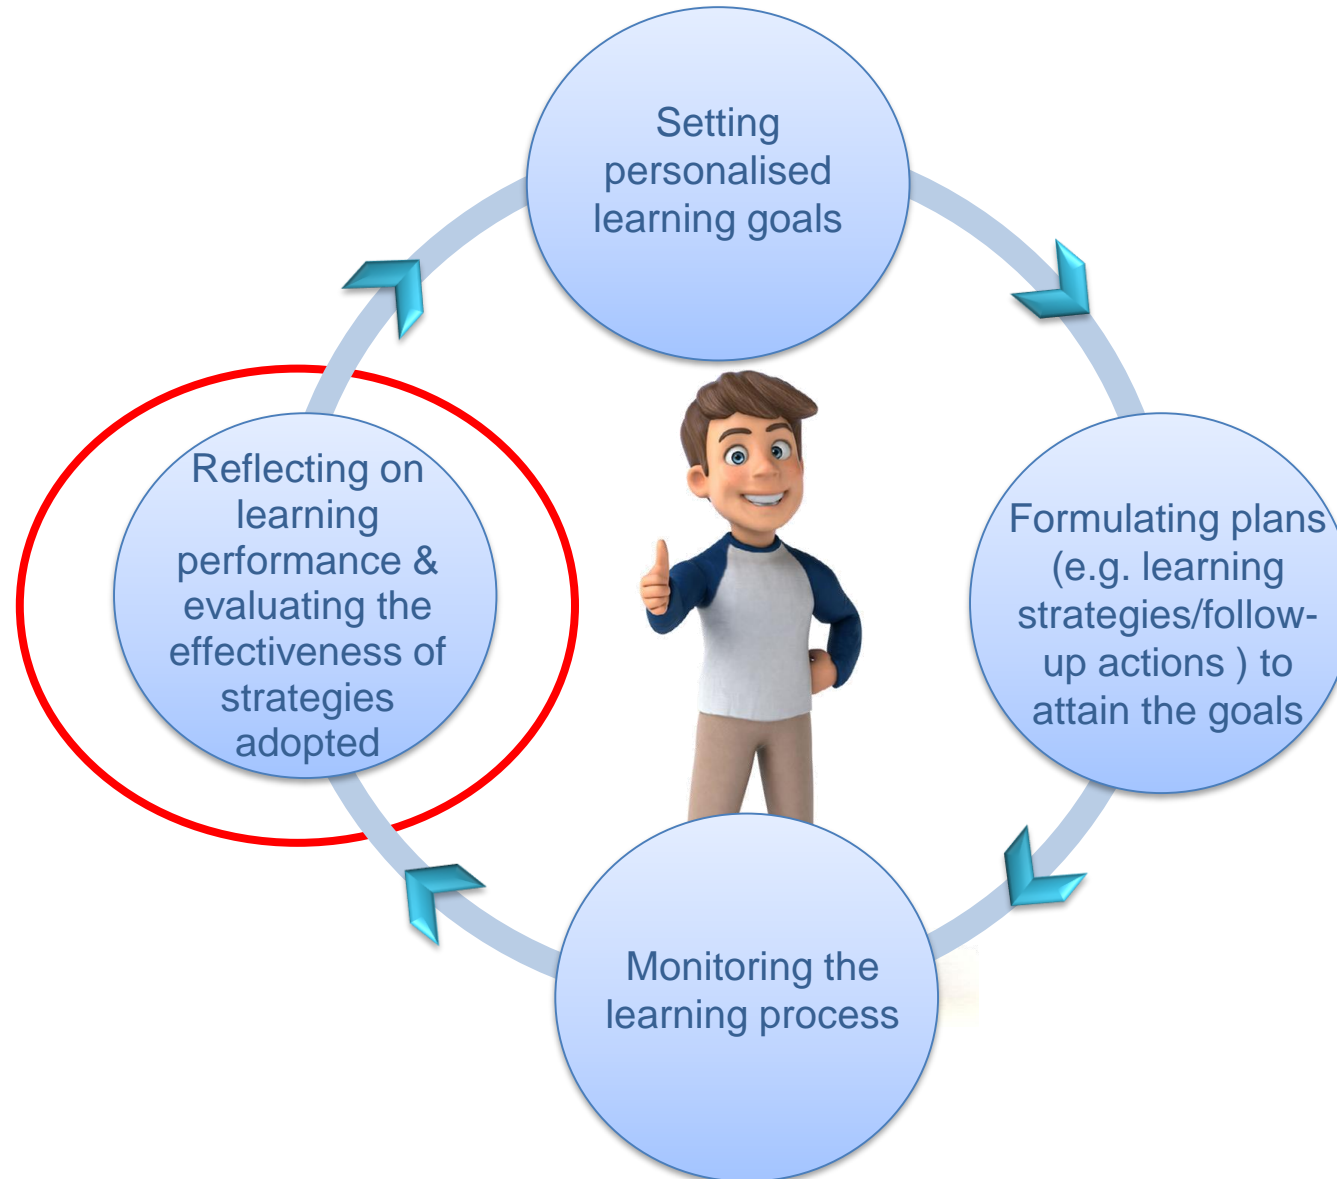 Setting
personalised
learning goals
Formulating plans
(e.g. learning
strategies/follow-
up actions ) to
attain the goals
Monitoring the
learning process
Reflecting on
learning
performance &
evaluating the
effectiveness of
strategies
adopted